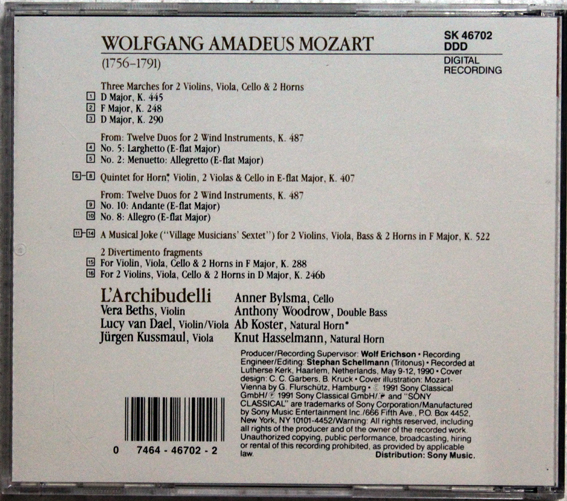 WOLFGANG AMADEUS MOZART
(1756–1791)
SK 46702
DDD
DIGITAL
RECORDING
Three Marches for 2 Violins, Viola, Cello & 2 Horns
1 D Major, K. 445
2 F Major, K. 248
3 D Major, K. 290
From: Twelve Duos for 2 Wind Instruments, K. 487
4 No. 5: Larghetto (E-flat Major)
5 No. 2: Menuetto: Allegretto (E-flat Major)
6–8 Quintet for Horn*, Violin, 2 Violas & Cello in E-flat Major, K. 407
From: Twelve Duos for 2 Wind Instruments, K. 487
9 No. 10: Andante (E-flat Major)
10 No. 8: Allegro (E-flat Major)
11–14 A Musical Joke ("Village Musicians' Sextet") for 2 Violins, Viola, Bass & 2 Horns in F Major, K. 522
2 Divertimento fragments
15 For Violin, Viola, Cello & 2 Horns in F Major, K. 288
16 For 2 Violins, Viola, Cello & 2 Horns in D Major, K. 246b
L'Archibudelli
Vera Beths, Violin
Lucy van Dael, Violin/Viola
Jürgen Kussmaul, Viola
Anner Bylsma, Cello
Anthony Woodrow, Double Bass
Ab Koster, Natural Horn*
Knut Hasselmann, Natural Horn
Producer/Recording Supervisor: Wolf Erichson • Recording
Engineer/Editing: Stephan Schellmann (Tritonus) • Recorded at
Lutherse Kerk, Haarlem, Netherlands, May 9-12, 1990 • Cover
design: C. C. Garbers, B. Kruck • Cover illustration: Mozart-
Vienna by G. Flurschütz, Hamburg • © 1991 Sony Classical
GmbH/℗ 1991 Sony Classical GmbH/ and "SONY
CLASSICAL" are trademarks of Sony Corporation/Manufactured
by Sony Music Entertainment Inc./666 Fifth Ave., P.O. Box 4452,
New York, NY 10101-4452/Warning: All rights reserved, including
all rights of the producer and of the owner of the recorded work.
Unauthorized copying, public performance, broadcasting, hiring
or rental of this recording prohibited, as provided by applicable
law.
Distribution: Sony Music.
0 7464 - 46702 - 2